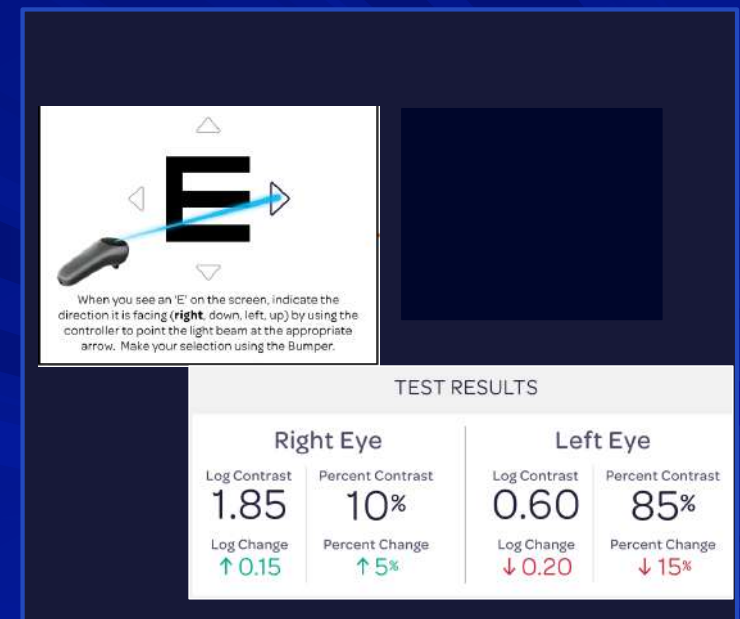 E
When you see an 'E' on the screen, indicate the
direction it is facing (right, down, left, up) by using the
controller to point the light beam at the appropriate
arrow. Make your selection using the Bumper.
TEST RESULTS
Right Eye
Left Eye
Log Contrast
Percent Contrast
Log Contrast
Percent Contrast
1.85
10%
0.60
85%
Log Change
Percent Change
Log Change
Percent Change
↑ 0.15
↑ 5%
↓ 0.20
↓ 15%